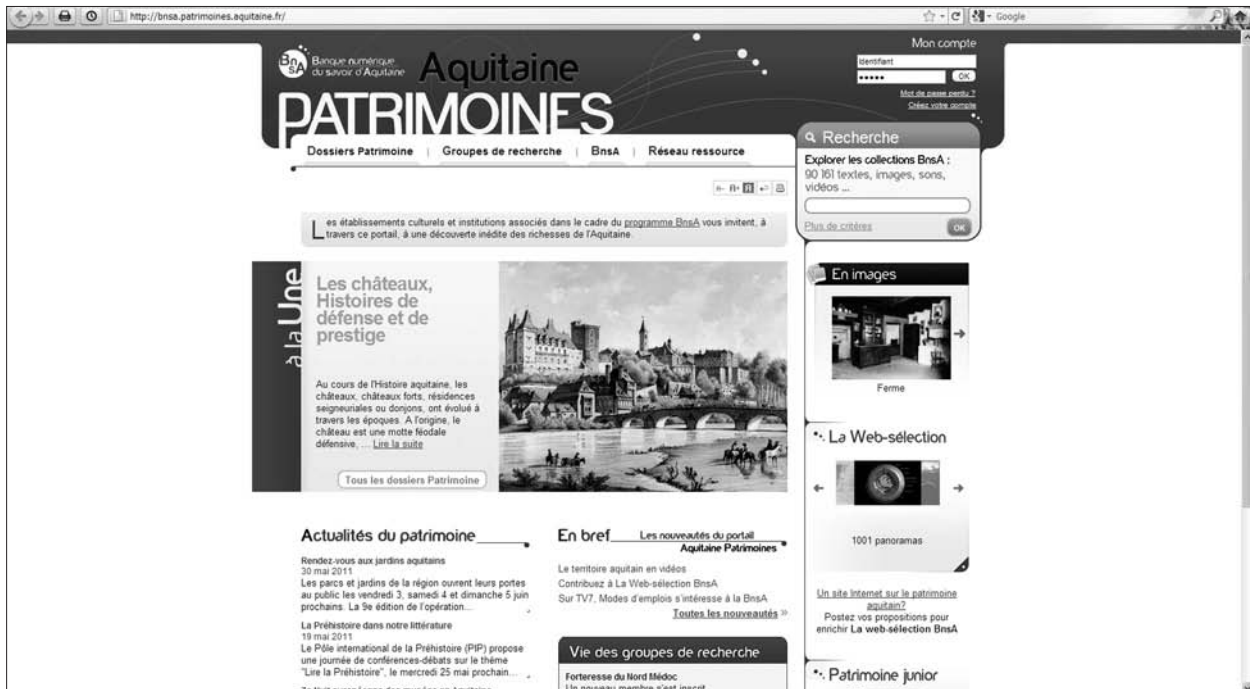 http://bnsa.patrimoines.aquitaine.fr/
Google
BnsA
Banque numérique
du savoir d'Aquitaine
Aquitaine
PATRIMOINES
Mon compte
Identifiant
•••••
OK
Mot de passe perdu ?
Créez votre compte
Dossiers Patrimoine | Groupes de recherche | BnsA | Réseau ressource
Recherche
Explorer les collections BnsA :
90 161 textes, images, sons,
vidéos ...
Plus de critères
OK
Les établissements culturels et institutions associés dans le cadre du programme BnsA vous invitent, à
travers ce portail, à une découverte inédite des richesses de l'Aquitaine.
à la Une
Les châteaux,
Histoires de
défense et de
prestige
Au cours de l'Histoire aquitaine, les
châteaux, châteaux forts, résidences
seigneuriales ou donjons, ont évolué à
travers les époques. A l'origine, le
château est une motte féodale
défensive, ... Lire la suite
Tous les dossiers Patrimoine
En images
Ferme
La Web-sélection
1001 panoramas
Un site Internet sur le patrimoine
aquitain?
Postez vos propositions pour
enrichir La web-sélection BnsA
Patrimoine junior
Actualités du patrimoine
Rendez-vous aux jardins aquitains
30 mai 2011
Les parcs et jardins de la région ouvrent leurs portes
au public les vendredi 3, samedi 4 et dimanche 5 juin
prochains. La 9e édition de l'opération...
La Préhistoire dans notre littérature
19 mai 2011
Le Pôle international de la Préhistoire (PIP) propose
une journée de conférences-débats sur le thème
"Lire la Préhistoire", le mercredi 25 mai prochain...
En bref
Les nouveautés du portail
Aquitaine Patrimoines
Le territoire aquitain en vidéos
Contribuez à La Web-sélection BnsA
Sur TV7, Modes d'emplois s'intéresse à la BnsA
Toutes les nouveautés »
Vie des groupes de recherche
Forteresse du Nord Médoc
Un nouveau membre s'est inscrit